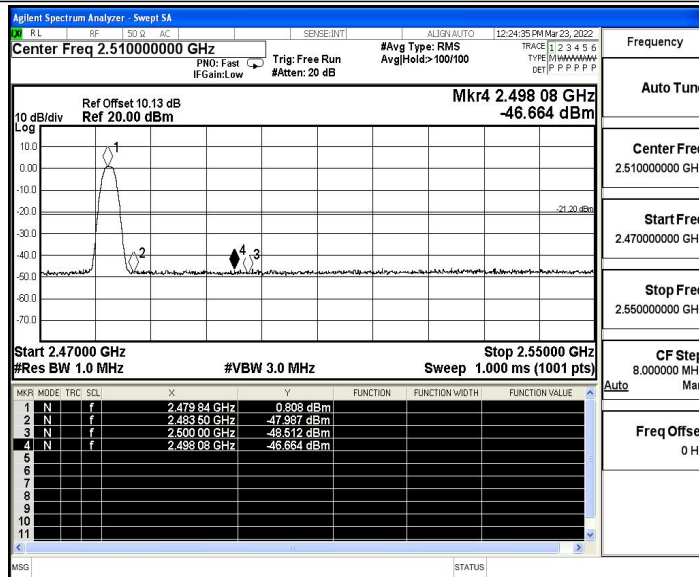 Agilent Spectrum Analyzer - Swept SA
RL RF 50 Ω AC SENSE:INT ALIGN AUTO 12:24:35 PM Mar 23, 2022
Center Freq 2.510000000 GHz
PNO: Fast
IFGain:Low
Trig: Free Run
#Atten: 20 dB
#Avg Type: RMS
Avg|Hold:>100/100
TRACE 1 2 3 4 5 6
TYPE M
DET P P P P P P
Ref Offset 10.13 dB
10 dB/div Ref 20.00 dBm
Mkr4 2.498 08 GHz
-46.664 dBm
Log
10.0
0.00
-10.0
-20.0
-30.0
-40.0
-50.0
-60.0
-70.0
1
2
4
3
-21.20 dBm
Start 2.47000 GHz Stop 2.55000 GHz
#Res BW 1.0 MHz #VBW 3.0 MHz Sweep 1.000 ms (1001 pts)
MKR MODE TRC SCL X Y FUNCTION FUNCTION WIDTH FUNCTION VALUE
1 N f 2.479 84 GHz 0.808 dBm
2 N f 2.483 50 GHz -47.987 dBm
3 N f 2.500 00 GHz -48.512 dBm
4 N f 2.498 08 GHz -46.664 dBm
5
6
7
8
9
10
11
MSG STATUS
Frequency
Auto Tun
Center Fre
2.510000000 GH
Start Fre
2.470000000 GH
Stop Fre
2.550000000 GH
CF Ste
8.000000 MH
Auto Ma
Freq Offse
0 H